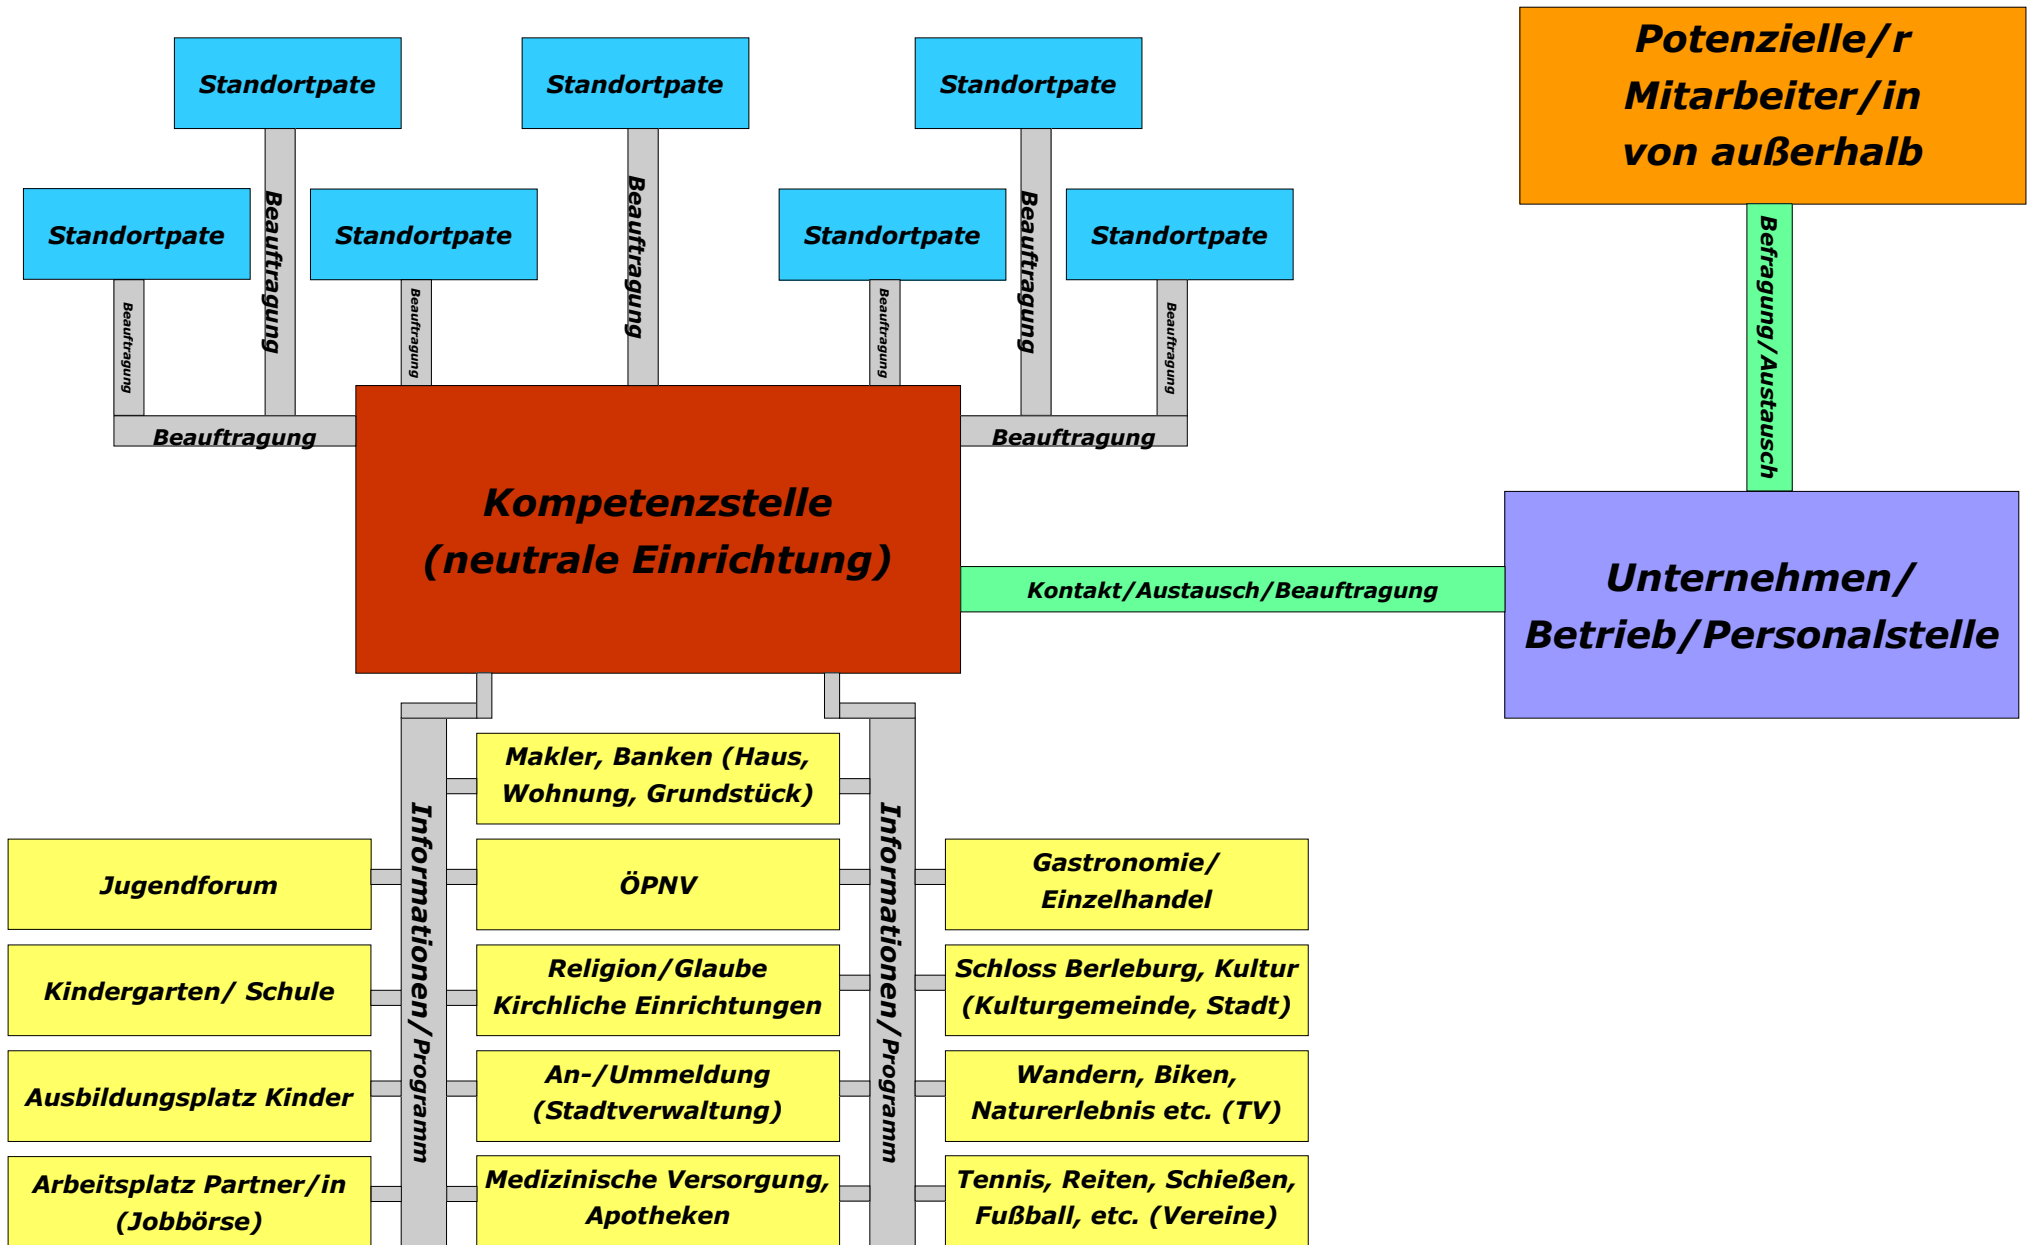 Potenzielle/r
Mitarbeiter/in
von außerhalb
Standortpate
Standortpate
Standortpate
Standortpate
Standortpate
Standortpate
Standortpate
Beauftragung
Beauftragung
Beauftragung
Beauftragung
Beauftragung
Beauftragung
Beauftragung
Befragung/Austausch
Beauftragung
Beauftragung
Kompetenzstelle
(neutrale Einrichtung)
Kontakt/Austausch/Beauftragung
Unternehmen/
Betrieb/Personalstelle
Informationen/Programm
Informationen/Programm
Makler, Banken (Haus,
Wohnung, Grundstück)
Jugendforum
ÖPNV
Gastronomie/
Einzelhandel
Kindergarten/ Schule
Religion/Glaube
Kirchliche Einrichtungen
Schloss Berleburg, Kultur
(Kulturgemeinde, Stadt)
Ausbildungsplatz Kinder
An-/Ummeldung
(Stadtverwaltung)
Wandern, Biken,
Naturerlebnis etc. (TV)
Arbeitsplatz Partner/in
(Jobbörse)
Medizinische Versorgung,
Apotheken
Tennis, Reiten, Schießen,
Fußball, etc. (Vereine)